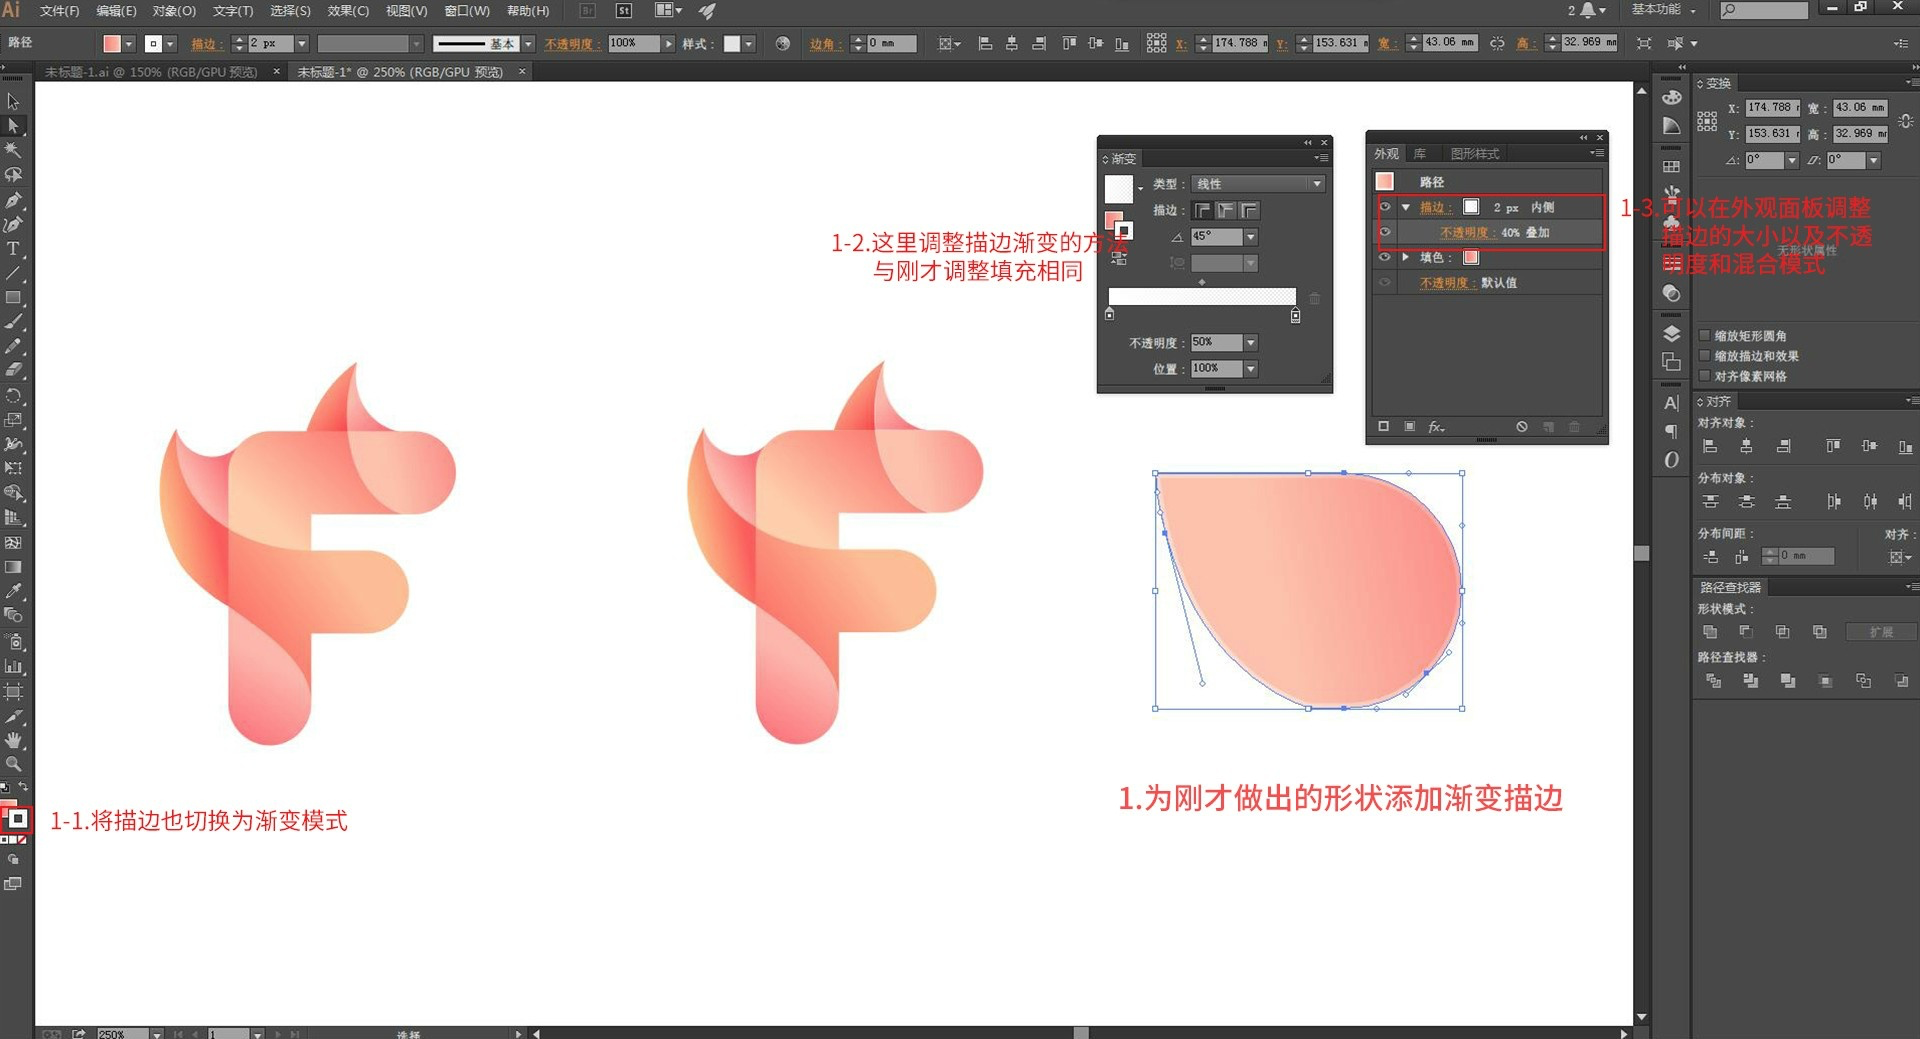 Ai 文件(F) 编辑(E) 对象(O) 文字(T) 选择(S) 效果(C) 视图(V) 窗口(W) 帮助(H) Br St 2 基本功能
路径 描边: 2 px 基本 不透明度: 100% 样式: 边角: 0 mm X: 174.788 Y: 153.631 宽: 43.06 mm 高: 32.969 mm
未标题-1.ai @ 150% (RGB/GPU 预览) × 未标题-1* @ 250% (RGB/GPU 预览) ×
渐变
类型: 线性
描边:
45°
不透明度: 50%
位置: 100%
外观 库 图形样式
路径
描边: 2 px 内侧
不透明度: 40% 叠加
填色:
不透明度: 默认值
fx
变换
X: 174.788 宽: 43.06 mm
Y: 153.631 高: 32.969 mm
0° 0°
无形状属性
缩放矩形圆角
缩放描边和效果
对齐像素网格
对齐
对齐对象:
分布对象:
分布间距: 对齐:
0 mm
路径查找器
形状模式:
扩展
路径查找器:
1-2.这里调整描边渐变的方法
与刚才调整填充相同
1-3.可以在外观面板调整
描边的大小以及不透
明度和混合模式
1.为刚才做出的形状添加渐变描边
1-1.将描边也切换为渐变模式
250% 1 选择